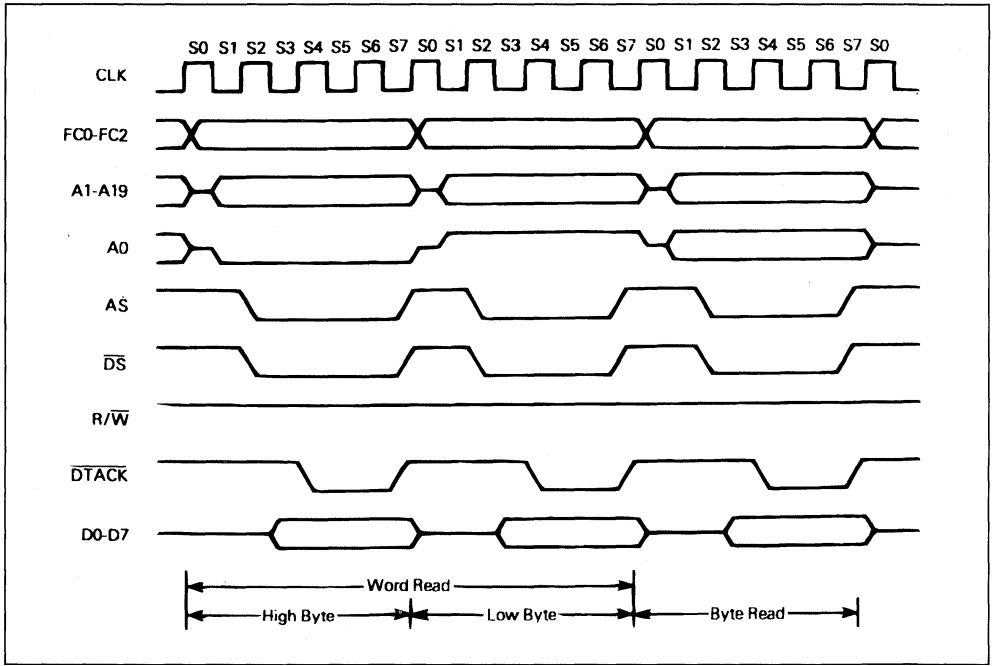 S0 S1 S2 S3 S4 S5 S6 S7 S0 S1 S2 S3 S4 S5 S6 S7 S0 S1 S2 S3 S4 S5 S6 S7 S0
CLK
FC0-FC2
A1-A19
A0
AS
D̅S̅
R/W̅
D̅T̅A̅C̅K̅
D0-D7
Word Read
High Byte Low Byte Byte Read